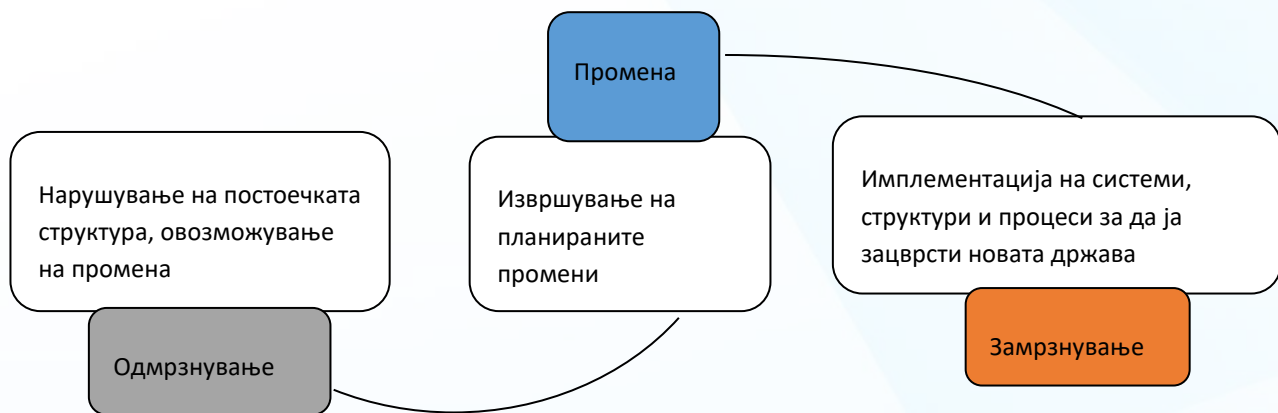 Промена
Нарушување на постоечката
структура, овозможување
на промена
Одмрзнување
Извршување на
планираните
промени
Имплементација на системи,
структури и процеси за да ја
зацврсти новата држава
Замрзнување